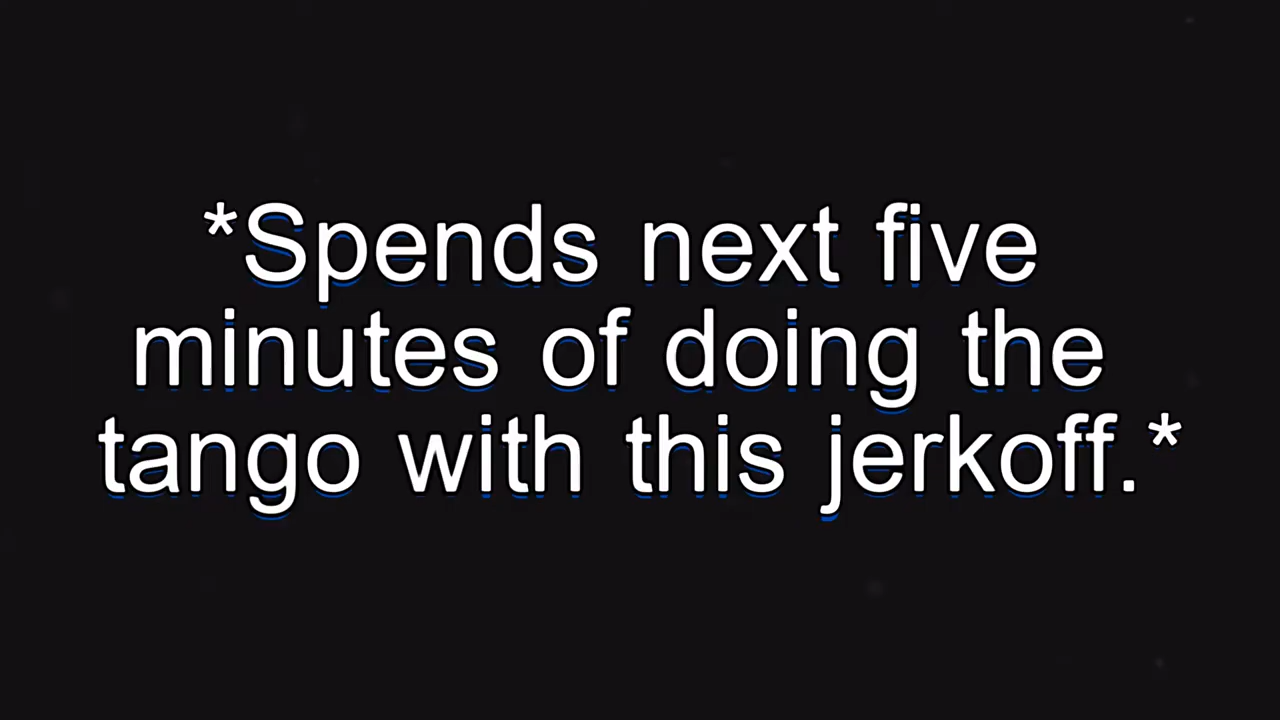 *Spends next five
minutes of doing the
tango with this jerkoff.*